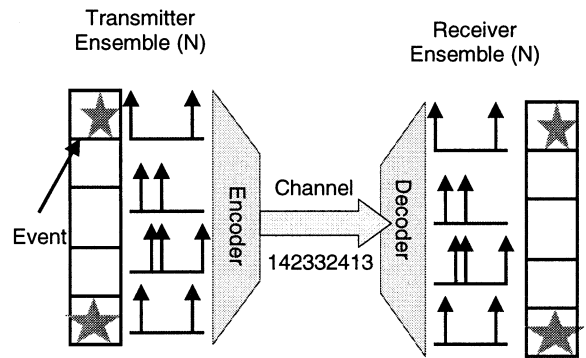 Transmitter
Ensemble (N)
Receiver
Ensemble (N)
Event
Encoder
Channel
142332413
Decoder